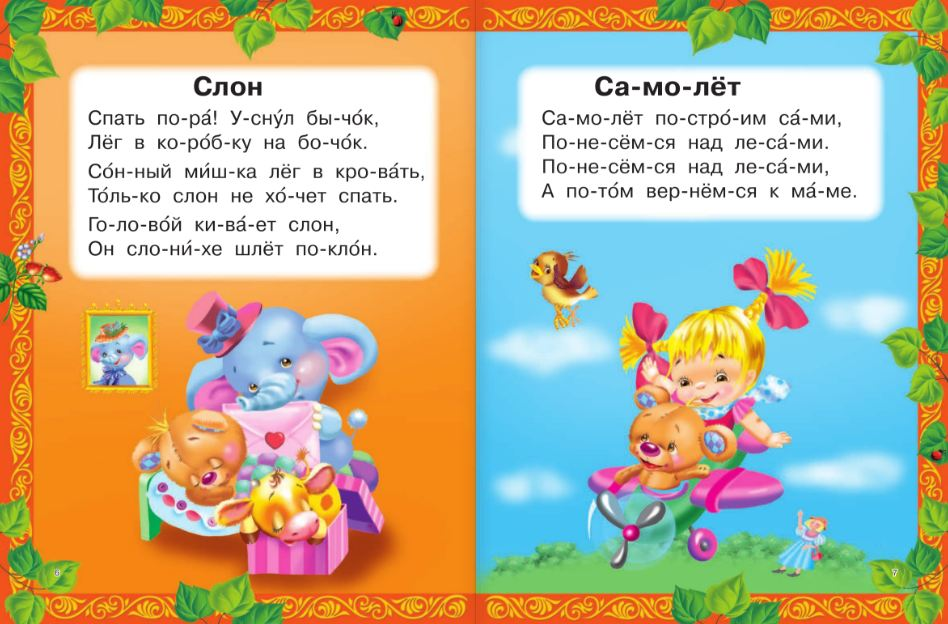 Слон
Спать по-ра́! У-сну́л бы-чо́к,
Лёг в ко-ро́б-ку на бо-чо́к.
Со́н-ный ми́ш-ка лёг в кро-ва́ть,
То́ль-ко слон не хо́-чет спать.
Го-ло-во́й ки-ва́-ет слон,
Он сло-ни́-хе шлёт по-кло́н.
6
Са-мо-лёт
Са-мо-лёт по-стро́-им са́-ми,
По-не-сём-ся над ле-са́-ми.
По-не-сём-ся над ле-са́-ми,
А по-то́м вер-нём-ся к ма́-ме.
7